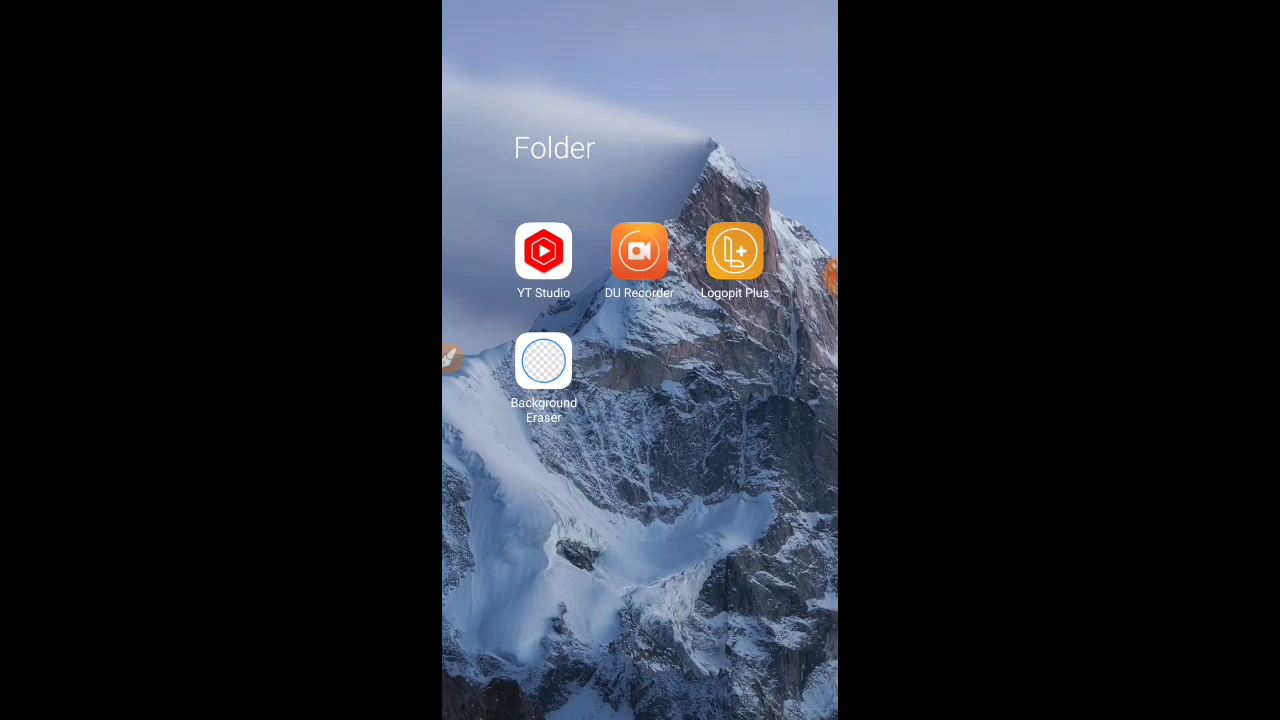 Folder
YT Studio
DU Recorder
Logopit Plus
Background
Eraser